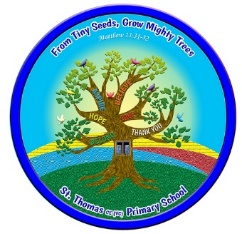 From Tiny Seeds, Grow Mighty Trees
Matthew 13:31-32
HOPE
THANK YOU
St. Thomas CE (VC) Primary School